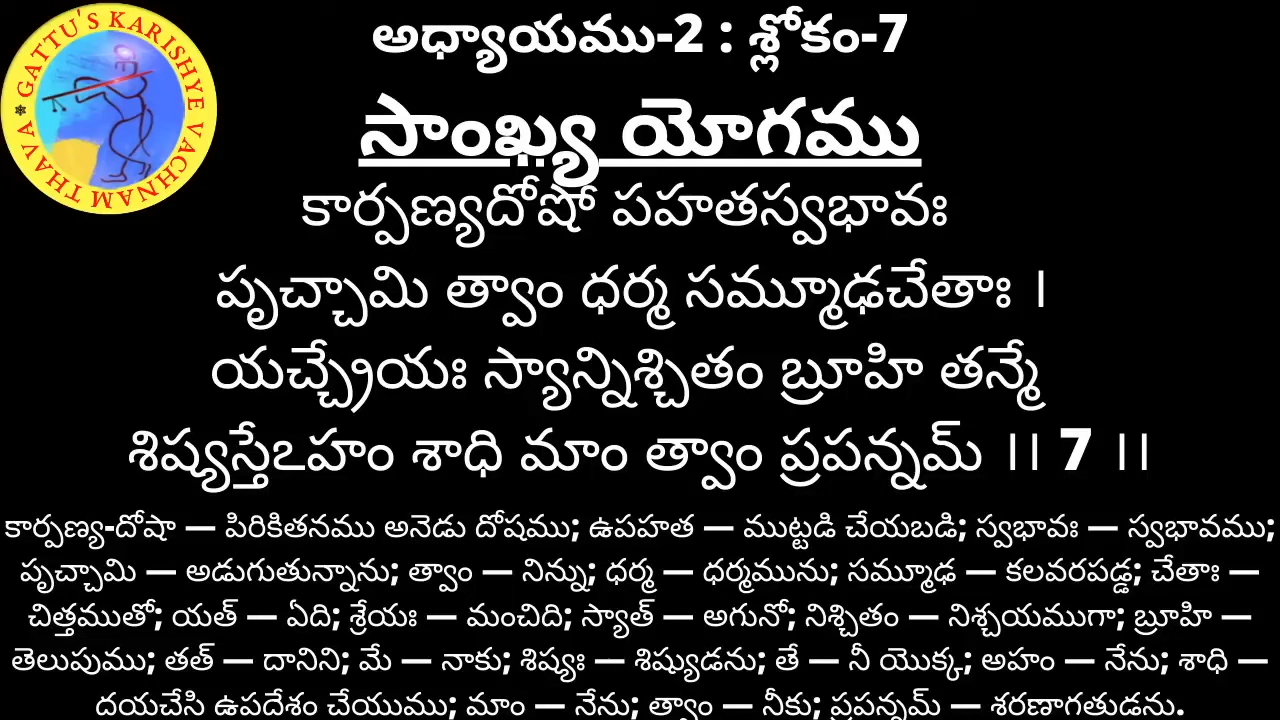 GATTU'S KARISHYE VACHNAM THAVA
అధ్యాయము-2 : శ్లోకం-7
సాంఖ్య యోగము
కార్పణ్యదోషో పహతస్వభావః
పృచ్చామి త్వాం ధర్మ సమ్మూఢచేతాః ।
యచ్ఛ్రేయః స్యాన్నిశ్చితం బ్రూహి తన్మే
శిష్యస్తేఽహం శాధి మాం త్వాం ప్రపన్నమ్ ।। 7 ।।
కార్పణ్య-దోషా — పిరికితనము అనెడు దోషము; ఉపహత — ముట్టడి చేయబడి; స్వభావః — స్వభావము;
పృచ్చామి — అడుగుతున్నాను; త్వాం — నిన్ను; ధర్మ — ధర్మమును; సమ్మూఢ — కలవరపడ్డ; చేతాః —
చిత్తముతో; యత్ — ఏది; శ్రేయః — మంచిది; స్యాత్ — అగునో; నిశ్చితం — నిశ్చయముగా; బ్రూహి —
తెలుపుము; తత్ — దానిని; మే — నాకు; శిష్యః — శిష్యుడను; తే — నీ యొక్క; అహం — నేను; శాధి —
దయచేసి ఉపదేశం చేయుము; మాం — నేను; త్వాం — నీకు; ప్రపన్నమ్ — శరణాగతుడను.